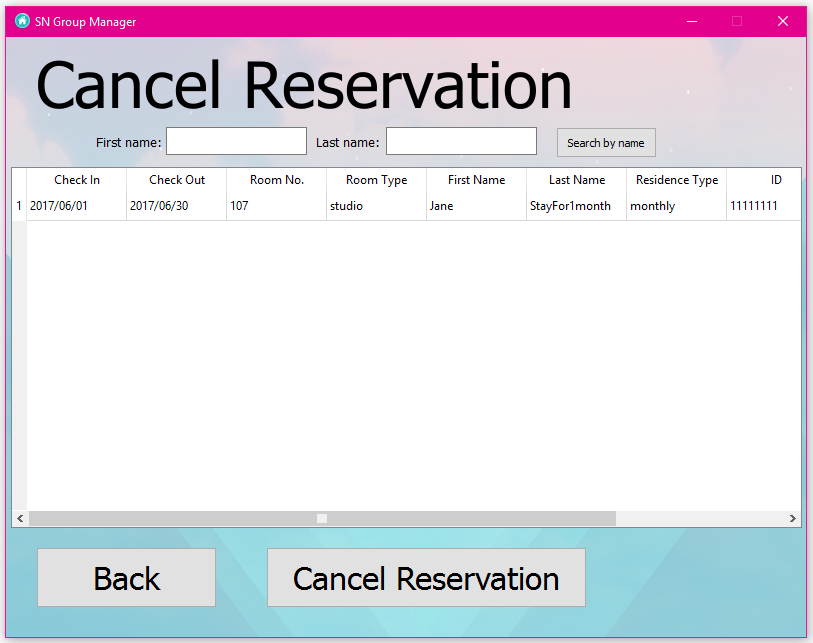 SN Group Manager
Cancel Reservation
First name: Last name: Search by name
Check In Check Out Room No. Room Type First Name Last Name Residence Type ID
1 2017/06/01 2017/06/30 107 studio Jane StayFor1month monthly 11111111
Back Cancel Reservation